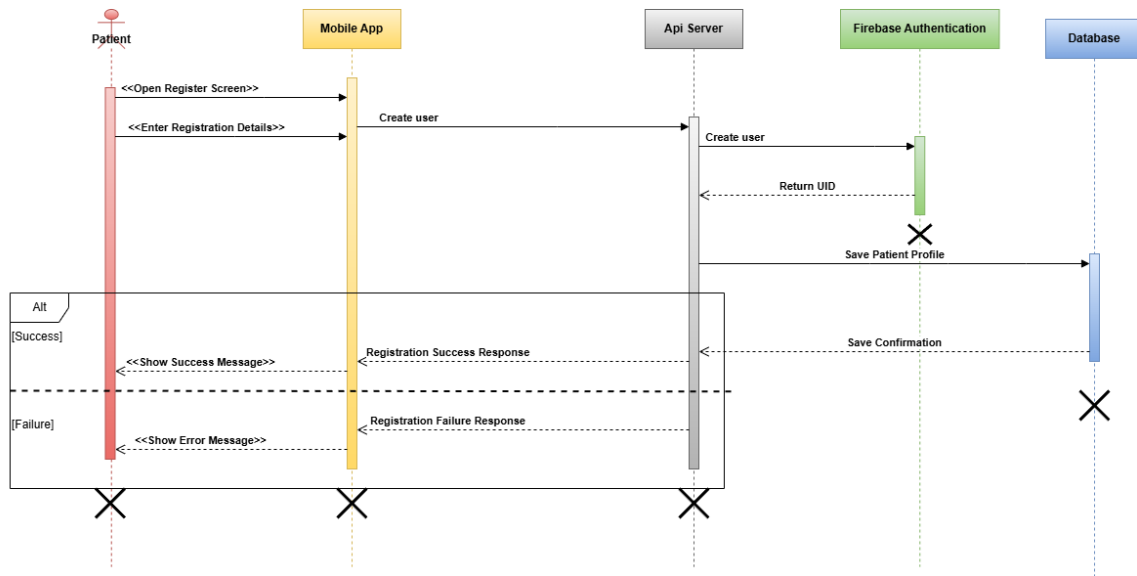 Patient
Mobile App
Api Server
Firebase Authentication
Database
<<Open Register Screen>>
<<Enter Registration Details>>
Create user
Create user
Return UID
Save Patient Profile
Alt
[Success]
<<Show Success Message>>
Registration Success Response
Save Confirmation
[Failure]
Registration Failure Response
<<Show Error Message>>